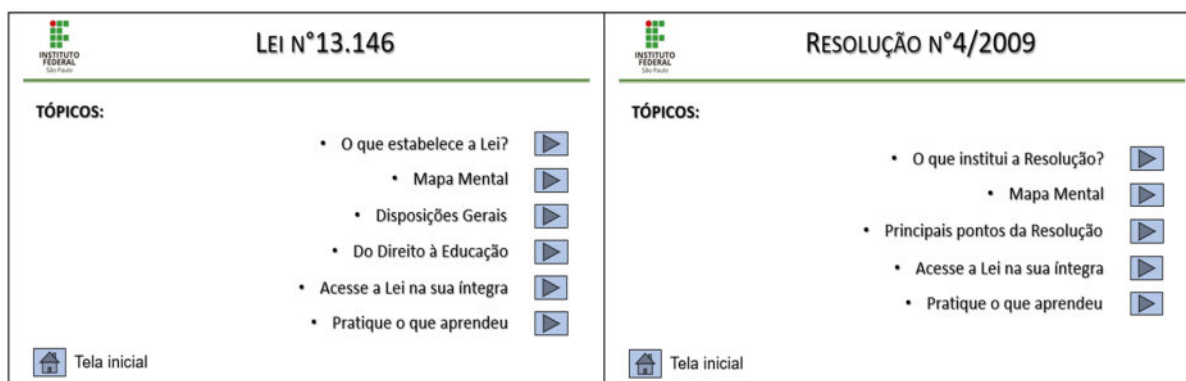 INSTITUTO
FEDERAL
São Paulo
LEI N°13.146
TÓPICOS:
• O que estabelece a Lei?
• Mapa Mental
• Disposições Gerais
• Do Direito à Educação
• Acesse a Lei na sua íntegra
• Pratique o que aprendeu
Tela inicial
INSTITUTO
FEDERAL
São Paulo
RESOLUÇÃO N°4/2009
TÓPICOS:
• O que institui a Resolução?
• Mapa Mental
• Principais pontos da Resolução
• Acesse a Lei na sua íntegra
• Pratique o que aprendeu
Tela inicial